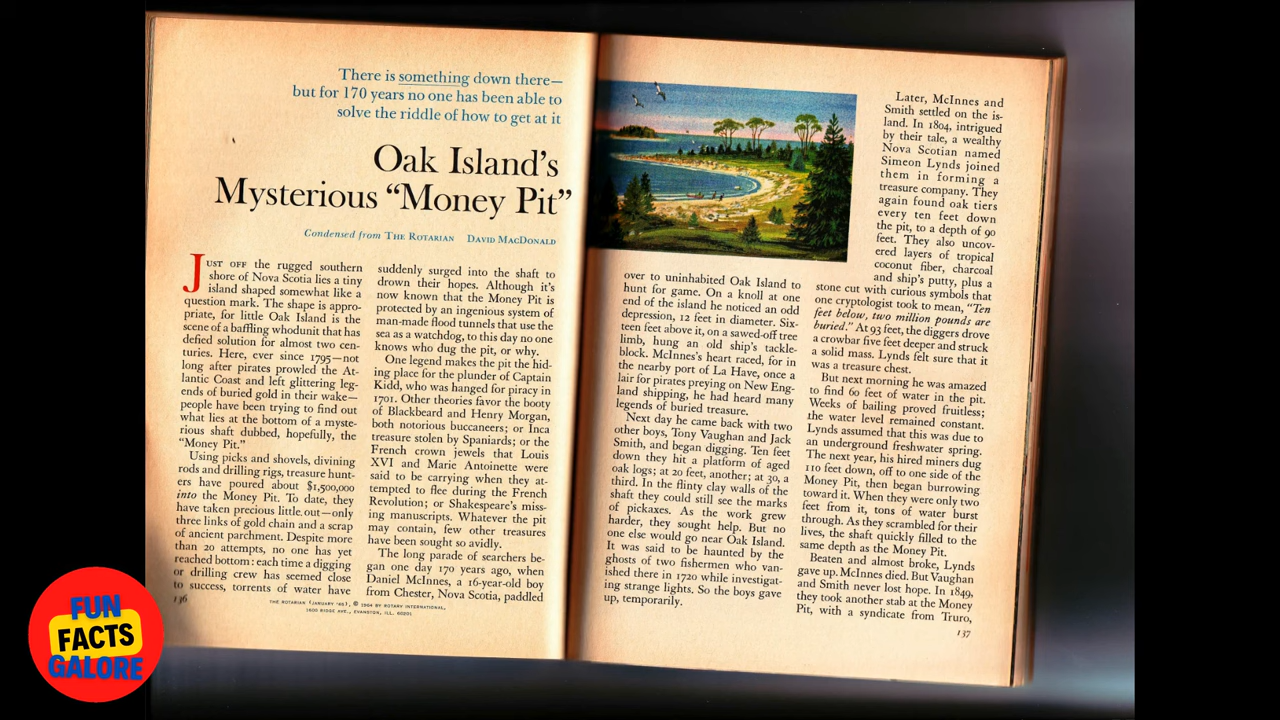 There is something down there—
but for 170 years no one has been able to
solve the riddle of how to get at it
Oak Island's
Mysterious “Money Pit”
Condensed from THE ROTARIAN DAVID MACDONALD
JUST OFF the rugged southern
shore of Nova Scotia lies a tiny
island shaped somewhat like a
question mark. The shape is appro-
priate, for little Oak Island is the
scene of a baffling whodunit that has
defied solution for almost two cen-
turies. Here, ever since 1795—not
long after pirates prowled the At-
lantic Coast and left glittering leg-
ends of buried gold in their wake—
people have been trying to find out
what lies at the bottom of a myste-
rious shaft dubbed, hopefully, the
“Money Pit.”
Using picks and shovels, divining
rods and drilling rigs, treasure hunt-
ers have poured about $1,500,000
into the Money Pit. To date, they
have taken precious little out—only
three links of gold chain and a scrap
of ancient parchment. Despite more
than 20 attempts, no one has yet
reached bottom: each time a digging
or drilling crew has seemed close
to success, torrents of water have
suddenly surged into the shaft to
drown their hopes. Although it's
now known that the Money Pit is
protected by an ingenious system of
man-made flood tunnels that use the
sea as a watchdog, to this day no one
knows who dug the pit, or why.
One legend makes the pit the hid-
ing place for the plunder of Captain
Kidd, who was hanged for piracy in
1701. Other theories favor the booty
of Blackbeard and Henry Morgan,
both notorious buccaneers; or Inca
treasure stolen by Spaniards; or the
French crown jewels that Louis
XVI and Marie Antoinette were
said to be carrying when they at-
tempted to flee during the French
Revolution; or Shakespeare's miss-
ing manuscripts. Whatever the pit
may contain, few other treasures
have been sought so avidly.
The long parade of searchers be-
gan one day 170 years ago, when
Daniel McInnes, a 16-year-old boy
from Chester, Nova Scotia, paddled
136
THE ROTARIAN (JANUARY '65), © 1964 BY ROTARY INTERNATIONAL,
1600 RIDGE AVE., EVANSTON, ILL. 60201
over to uninhabited Oak Island to
hunt for game. On a knoll at one
end of the island he noticed an odd
depression, 12 feet in diameter. Six-
teen feet above it, on a sawed-off tree
limb, hung an old ship's tackle-
block. McInnes's heart raced, for in
the nearby port of La Have, once a
lair for pirates preying on New Eng-
land shipping, he had heard many
legends of buried treasure.
Next day he came back with two
other boys, Tony Vaughan and Jack
Smith, and began digging. Ten feet
down they hit a platform of aged
oak logs; at 20 feet, another; at 30, a
third. In the flinty clay walls of the
shaft they could still see the marks
of pickaxes. As the work grew
harder, they sought help. But no
one else would go near Oak Island.
It was said to be haunted by the
ghosts of two fishermen who van-
ished there in 1720 while investigat-
ing strange lights. So the boys gave
up, temporarily.
Later, McInnes and
Smith settled on the is-
land. In 1804, intrigued
by their tale, a wealthy
Nova Scotian named
Simeon Lynds joined
them in forming a
treasure company. They
again found oak tiers
every ten feet down
the pit, to a depth of 90
feet. They also uncov-
ered layers of tropical
coconut fiber, charcoal
and ship's putty, plus a
stone cut with curious symbols that
one cryptologist took to mean, “Ten
feet below, two million pounds are
buried.” At 93 feet, the diggers drove
a crowbar five feet deeper and struck
a solid mass. Lynds felt sure that it
was a treasure chest.
But next morning he was amazed
to find 60 feet of water in the pit.
Weeks of bailing proved fruitless;
the water level remained constant.
Lynds assumed that this was due to
an underground freshwater spring.
The next year, his hired miners dug
110 feet down, off to one side of the
Money Pit, then began burrowing
toward it. When they were only two
feet from it, tons of water burst
through. As they scrambled for their
lives, the shaft quickly filled to the
same depth as the Money Pit.
Beaten and almost broke, Lynds
gave up. McInnes died. But Vaughan
and Smith never lost hope. In 1849,
they took another stab at the Money
Pit, with a syndicate from Truro,
137
FUN
FACTS
GALORE